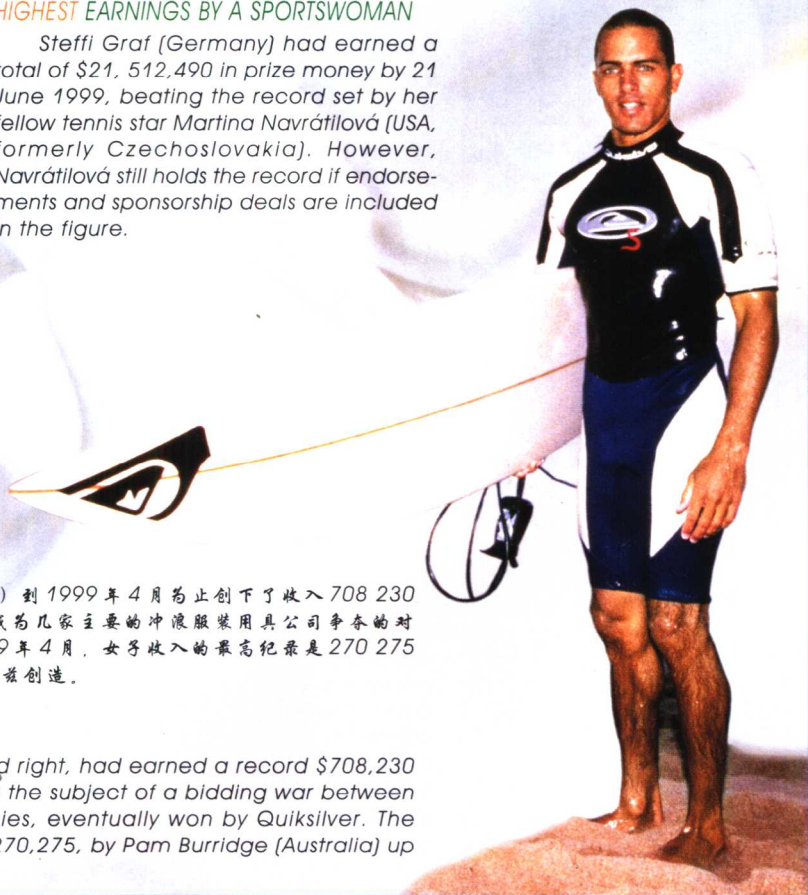 HIGHEST EARNINGS BY A SPORTSWOMAN
Steffi Graf (Germany) had earned a
otal of $21, 512,490 in prize money by 21
June 1999, beating the record set by her
fellow tennis star Martina Navrátilová (USA,
formerly Czechoslovakia). However,
Navrátilová still holds the record if endorse-
ments and sponsorship deals are included
n the figure.
) 到 1999 年 4 月为止创下了收入 708 230
成为几家主要的冲浪服装用具公司争夺的对
9 年 4 月，女子收入的最高纪录是 270 275
兹创造。
d right, had earned a record $708,230
the subject of a bidding war between
ies, eventually won by Quiksilver. The
270,275, by Pam Burridge (Australia) up